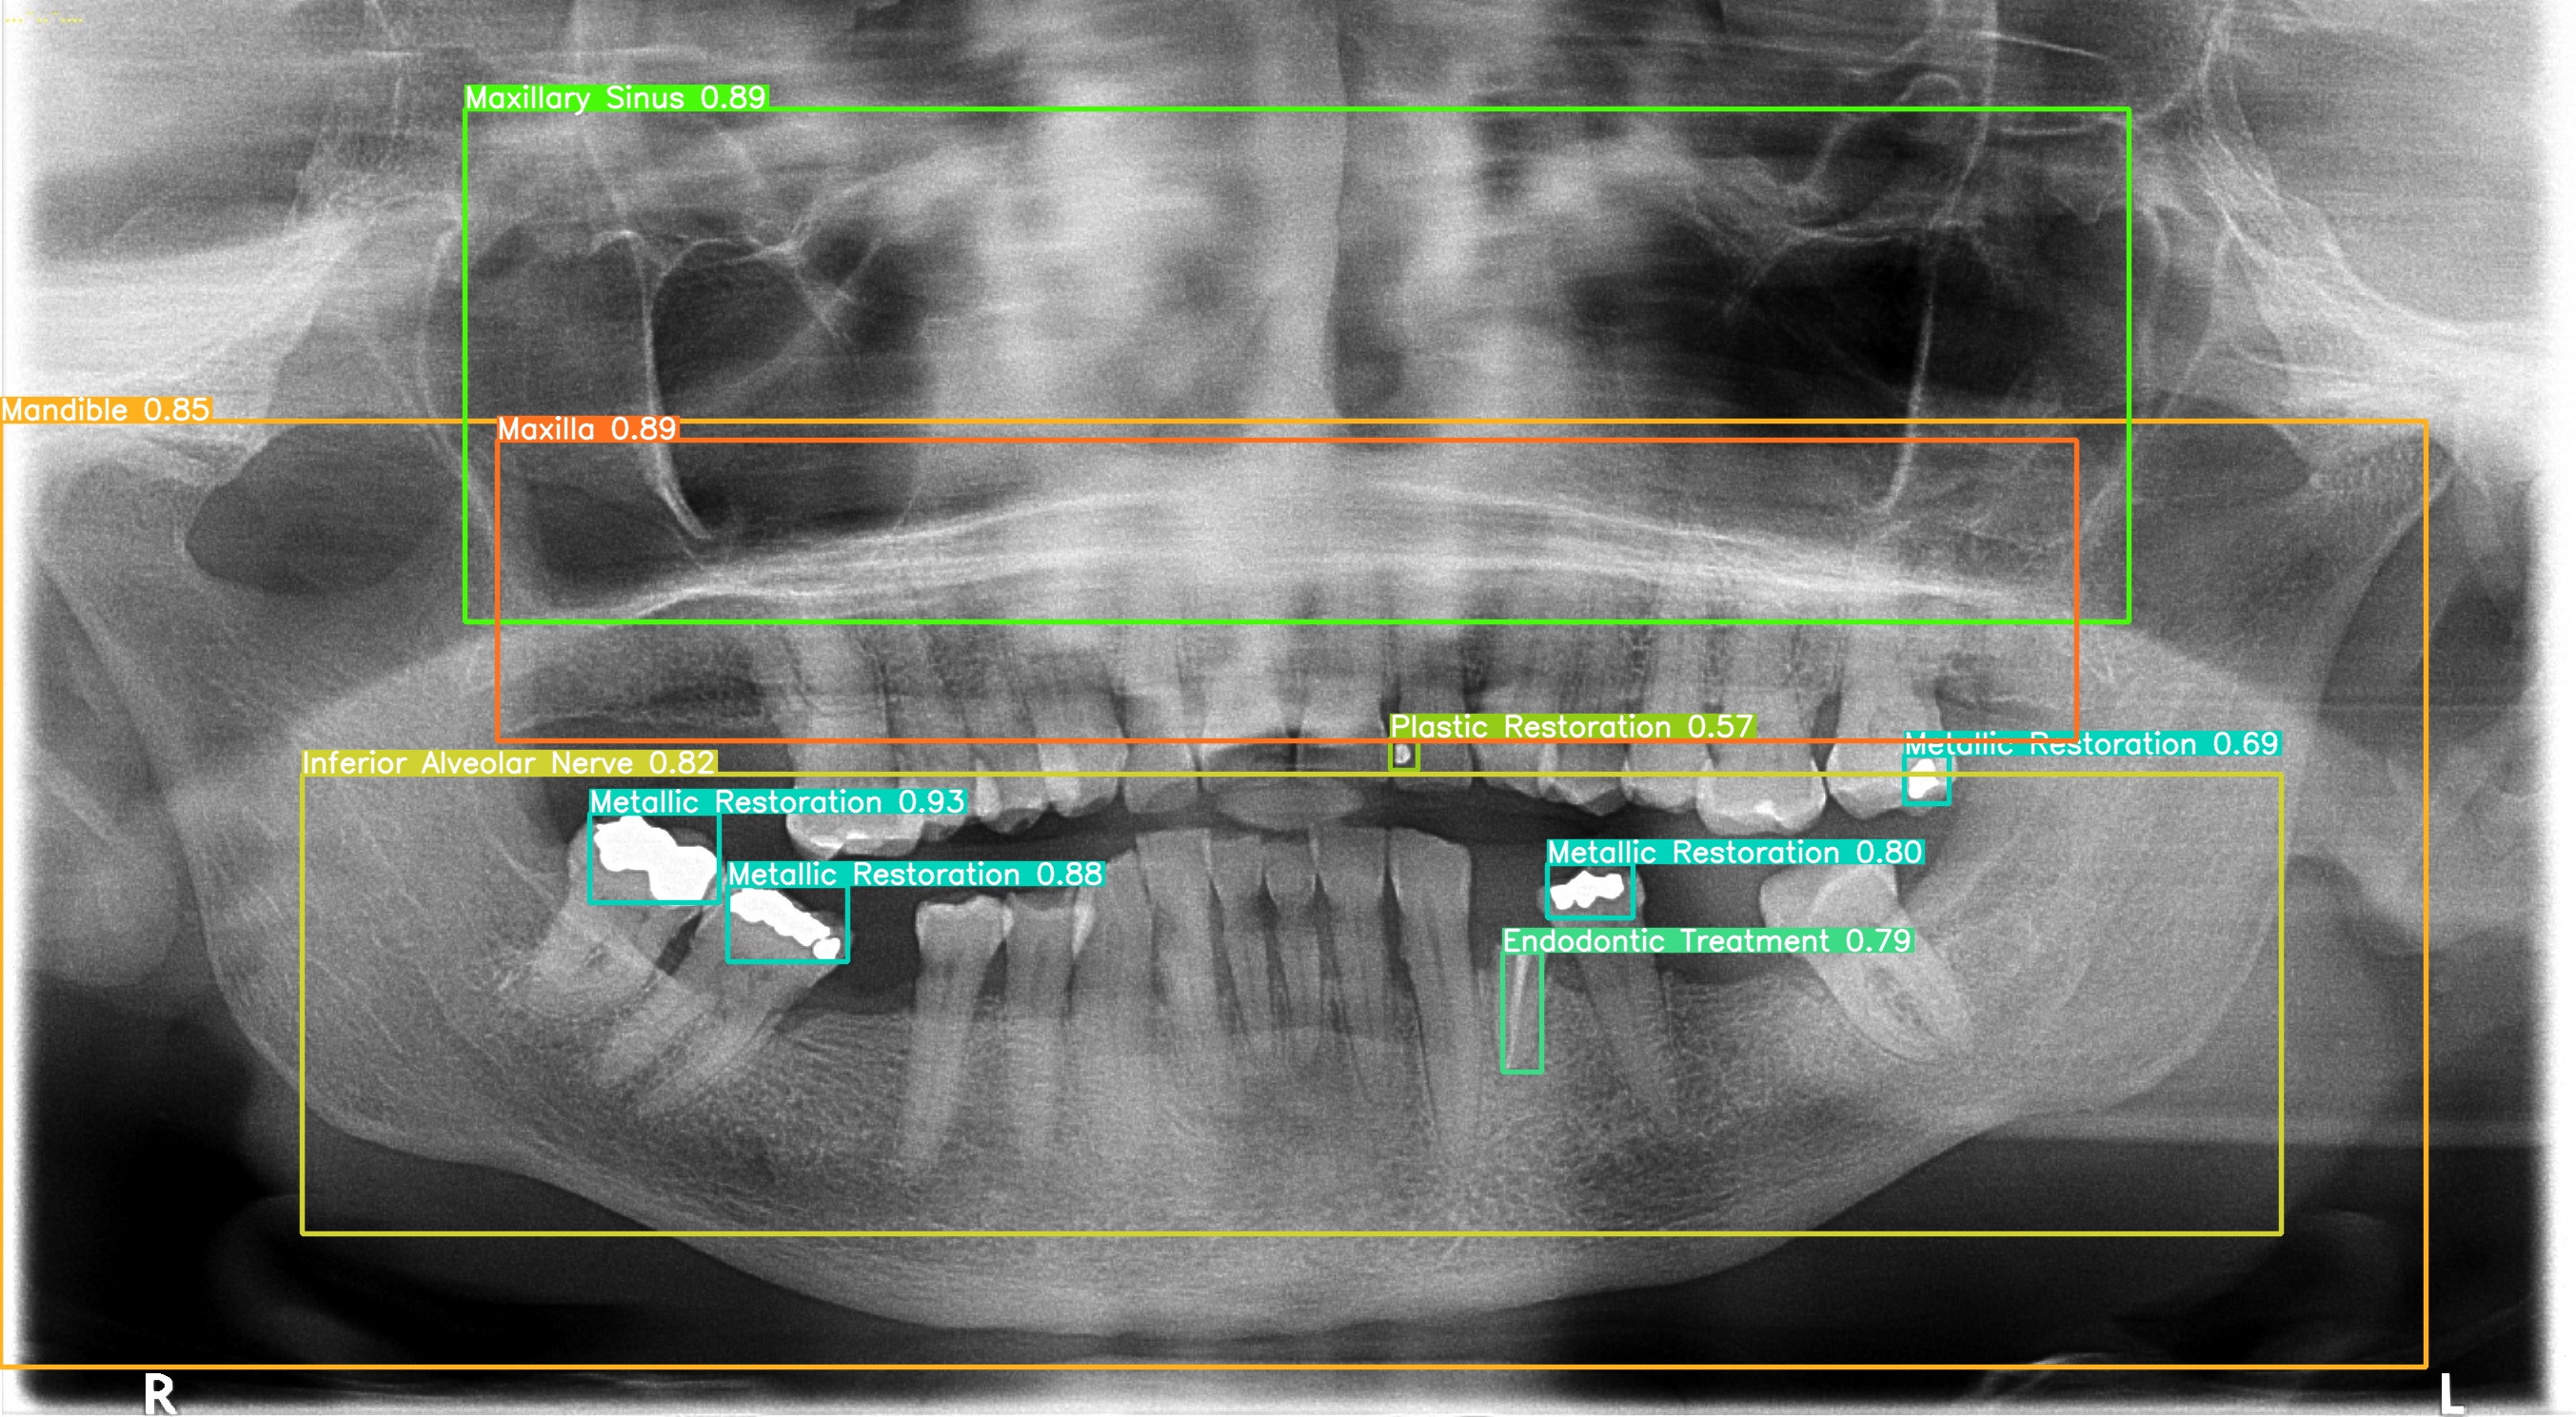 Maxillary Sinus 0.89
Mandible 0.85
Maxilla 0.89
Plastic Restoration 0.57
Metallic Restoration 0.69
Inferior Alveolar Nerve 0.82
Metallic Restoration 0.93
Metallic Restoration 0.80
Metallic Restoration 0.88
Endodontic Treatment 0.79
R
L